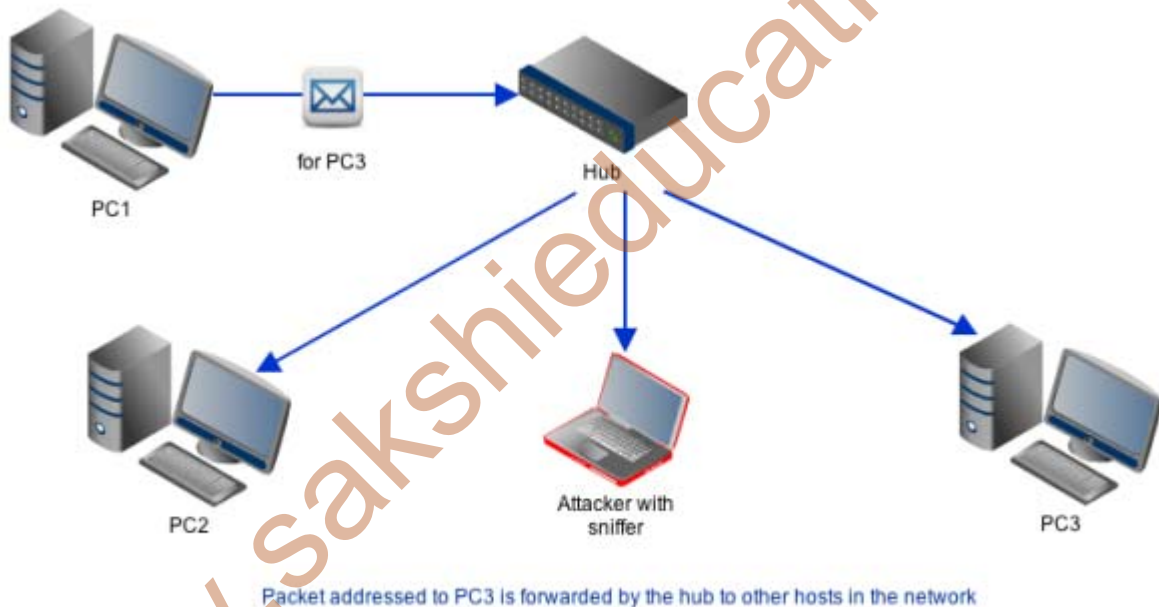 for PC3
Hub
PC1
PC2
Attacker with
sniffer
PC3
Packet addressed to PC3 is forwarded by the hub to other hosts in the network
sakshieducati